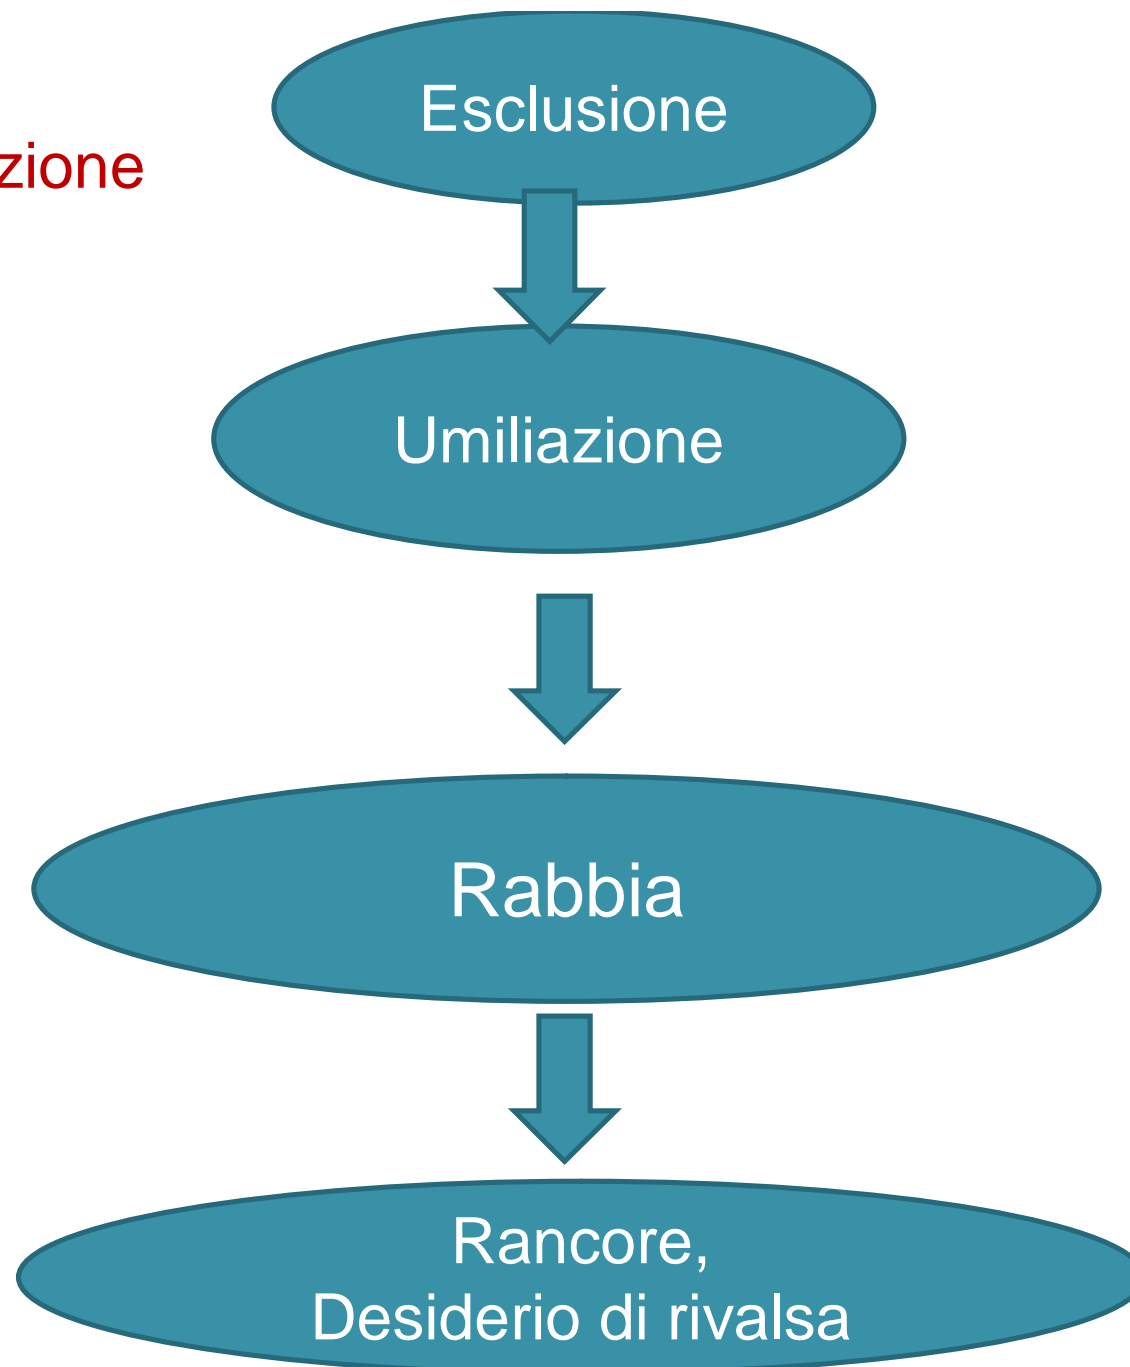 Esclusione
zione
Umiliazione
Rabbia
Rancore,
Desiderio di rivalsa